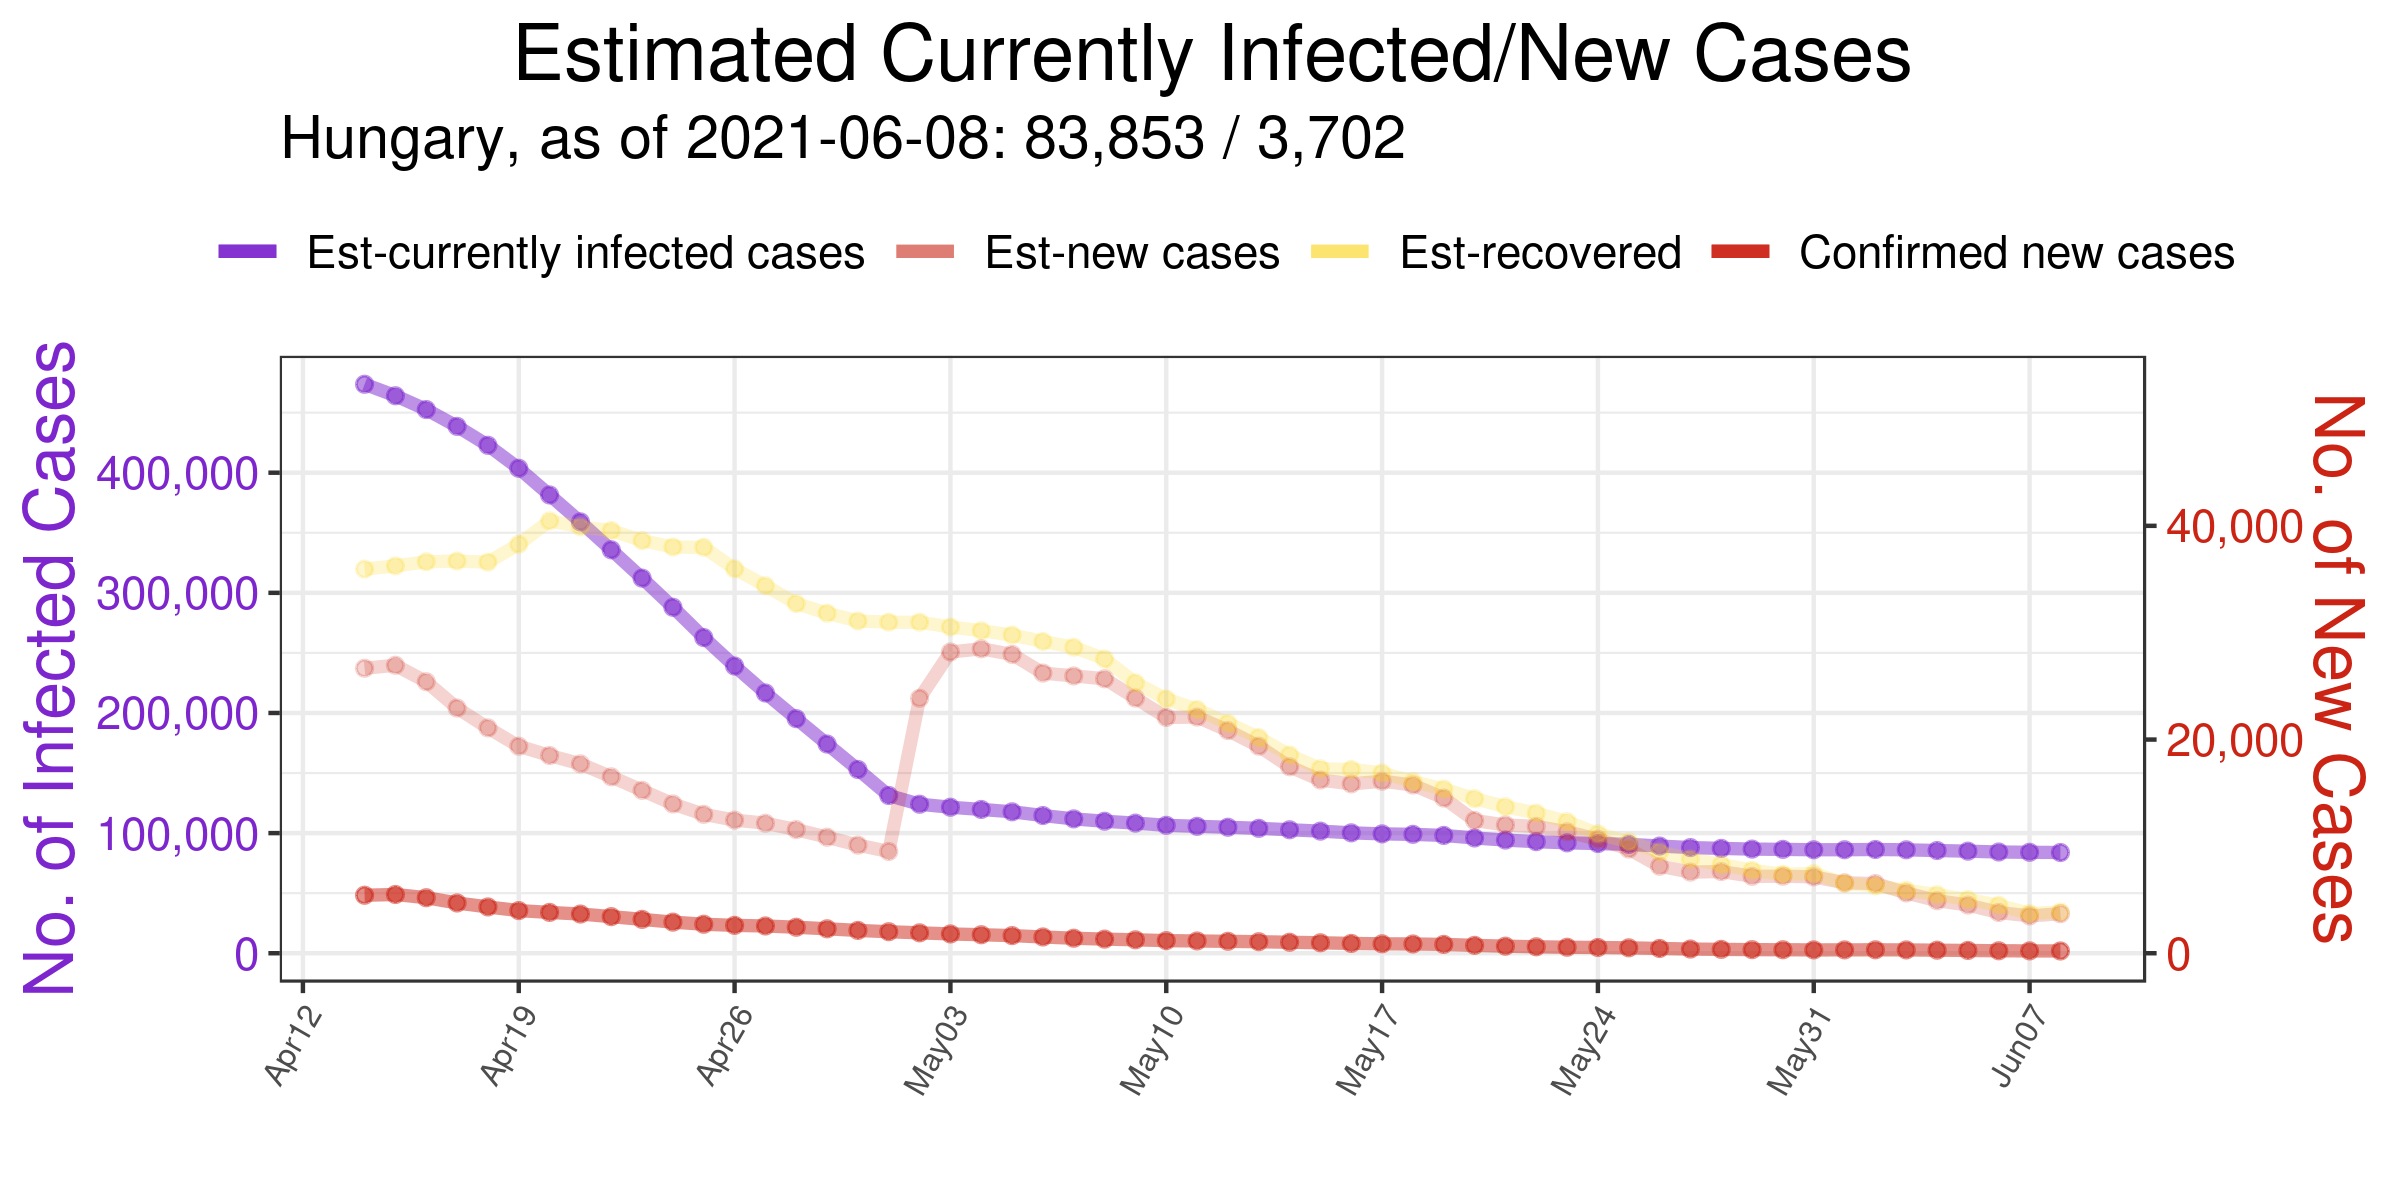 Estimated Currently Infected/New Cases
Hungary, as of 2021-06-08: 83,853 / 3,702
Est-currently infected cases Est-new cases Est-recovered Confirmed new cases
No. of Infected Cases
400,000
300,000
200,000
100,000
0
40,000
20,000
0
No. of New Cases
Apr12 Apr19 Apr26 May03 May10 May17 May24 May31 Jun07